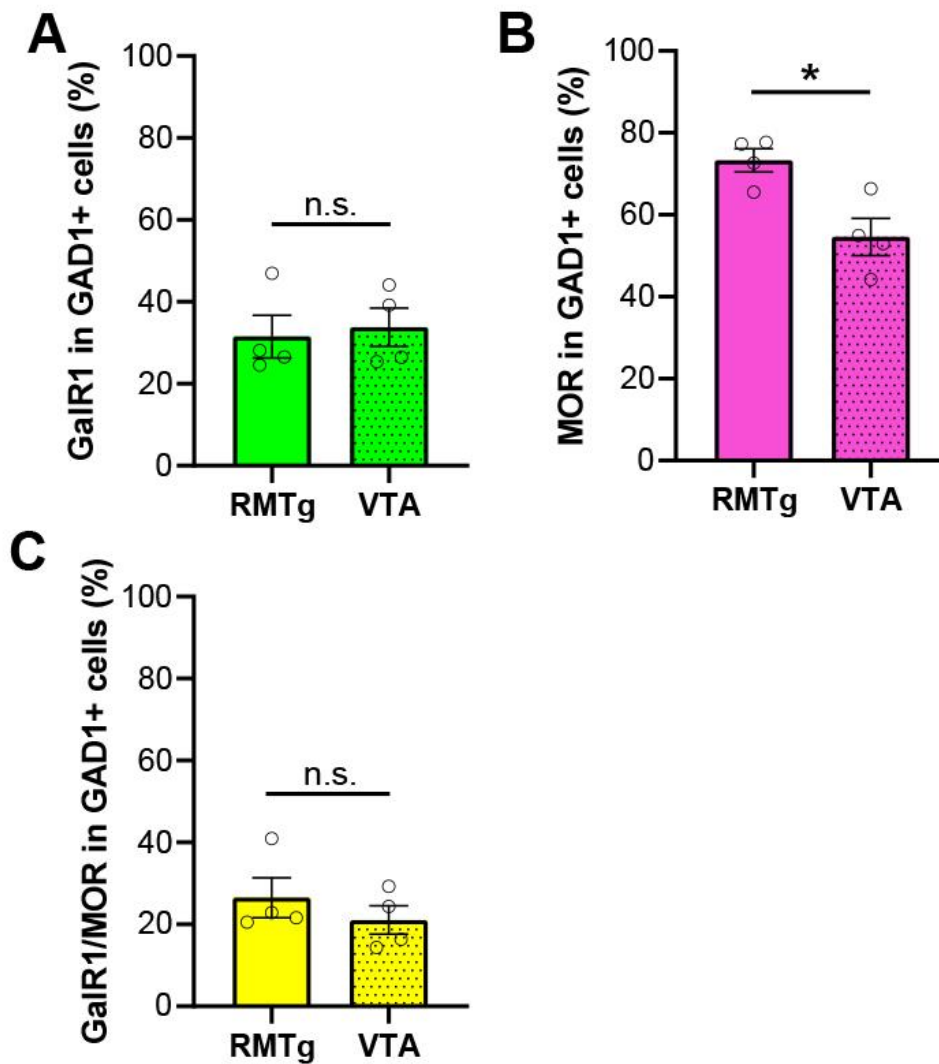 A
GalR1 in GAD1+ cells (%)
100
80
60
40
20
0
n.s.
RMTg VTA
B
MOR in GAD1+ cells (%)
100
80
60
40
20
0
*
RMTg VTA
C
GalR1/MOR in GAD1+ cells (%)
100
80
60
40
20
0
n.s.
RMTg VTA